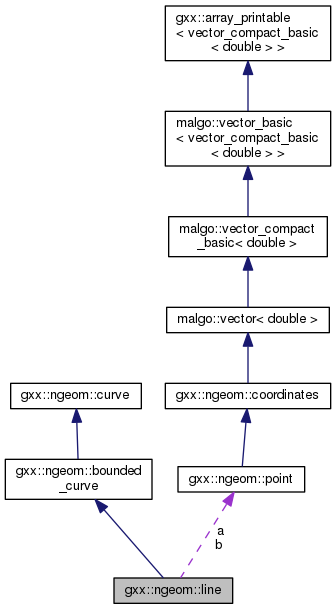 gxx::array_printable
< vector_compact_basic
< double > >
malgo::vector_basic
< vector_compact_basic
< double > >
malgo::vector_compact
_basic< double >
malgo::vector< double >
gxx::ngeom::curve
gxx::ngeom::coordinates
gxx::ngeom::bounded
_curve
gxx::ngeom::point
a
b
gxx::ngeom::line